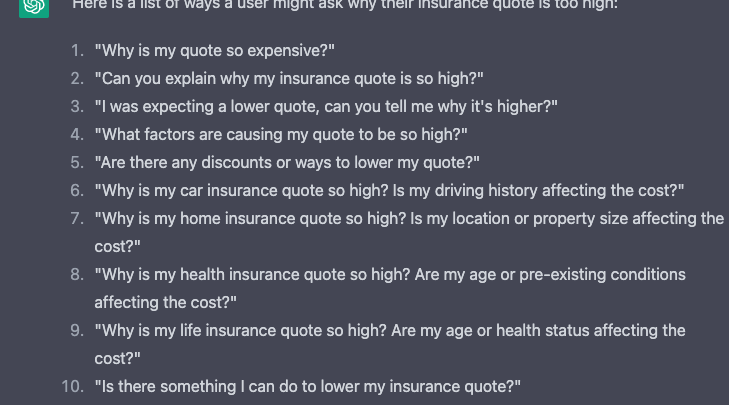 Here is a list of ways a user might ask why their insurance quote is too high:
1. "Why is my quote so expensive?"
2. "Can you explain why my insurance quote is so high?"
3. "I was expecting a lower quote, can you tell me why it's higher?"
4. "What factors are causing my quote to be so high?"
5. "Are there any discounts or ways to lower my quote?"
6. "Why is my car insurance quote so high? Is my driving history affecting the cost?"
7. "Why is my home insurance quote so high? Is my location or property size affecting the
cost?"
8. "Why is my health insurance quote so high? Are my age or pre-existing conditions
affecting the cost?"
9. "Why is my life insurance quote so high? Are my age or health status affecting the
cost?"
10. "Is there something I can do to lower my insurance quote?"